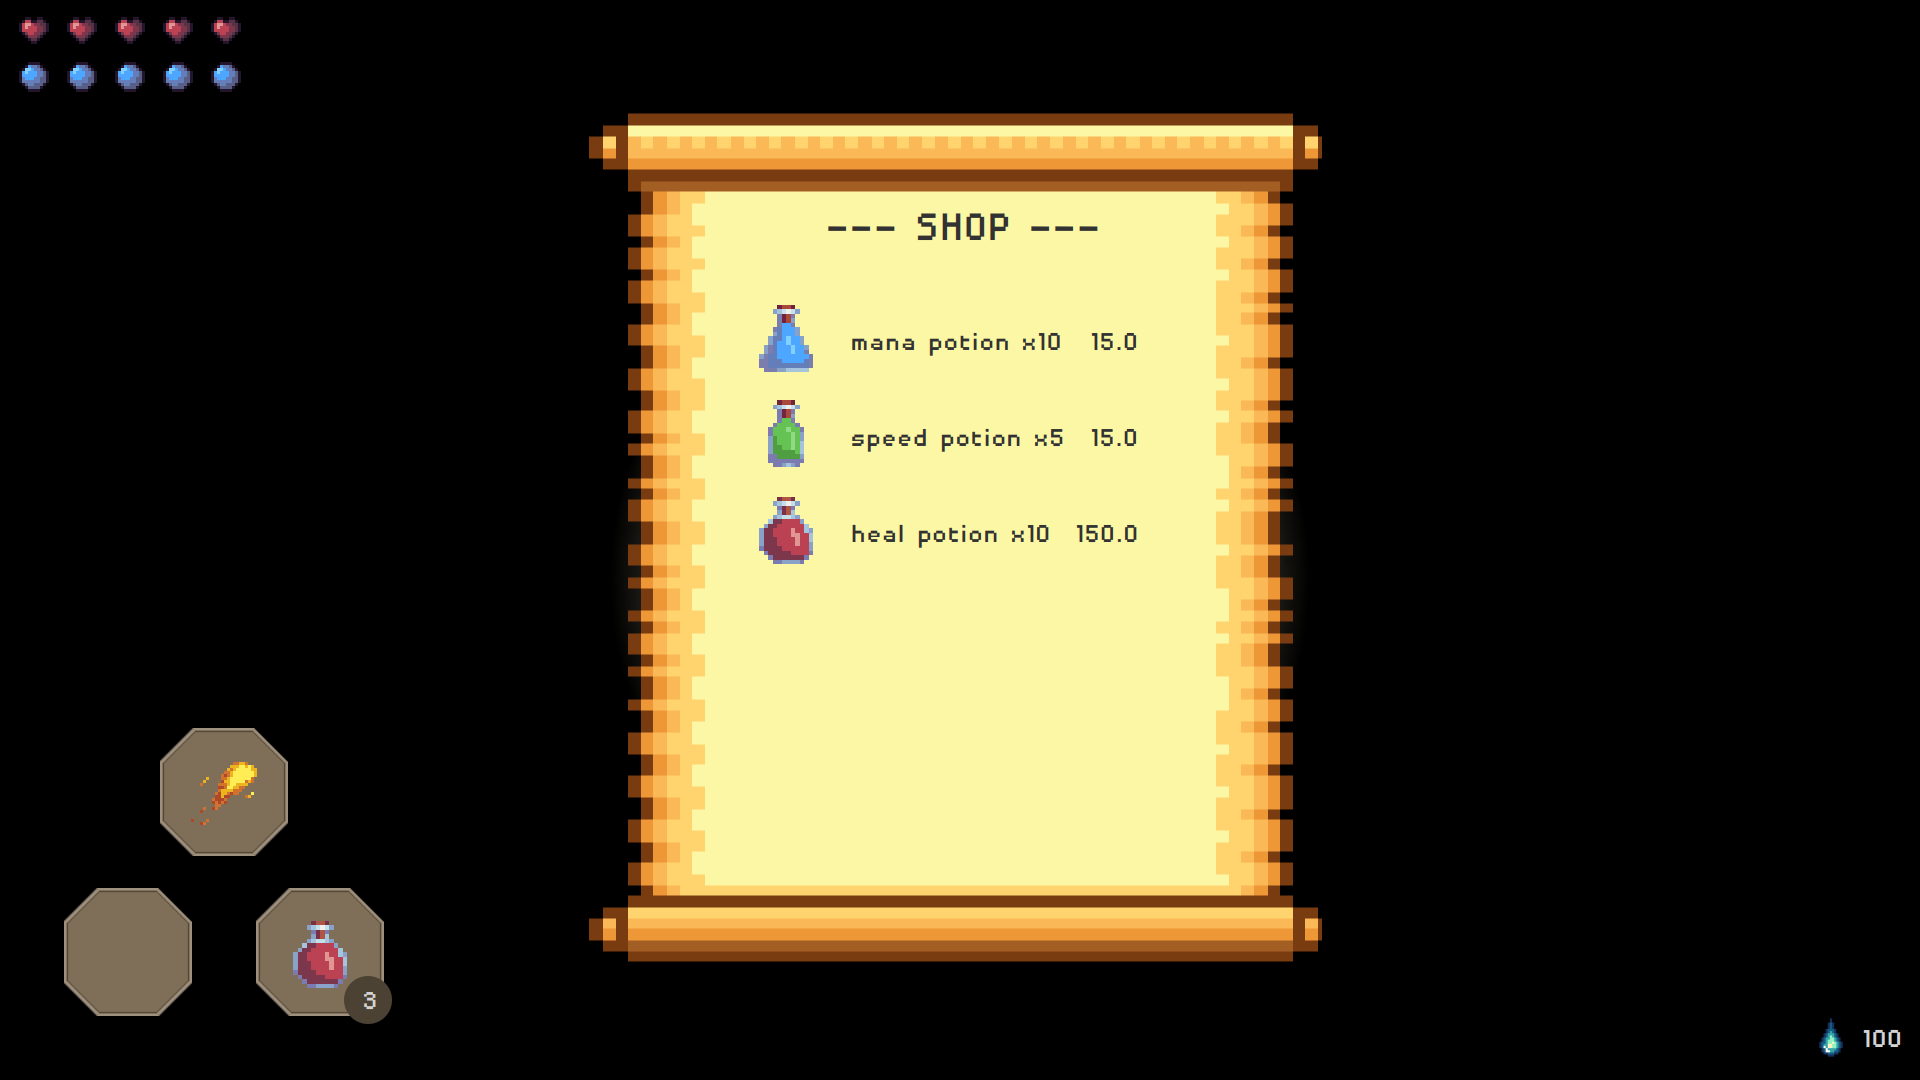 --- SHOP ---
mana potion x10 15.0
speed potion x5 15.0
heal potion x10 150.0
3
100